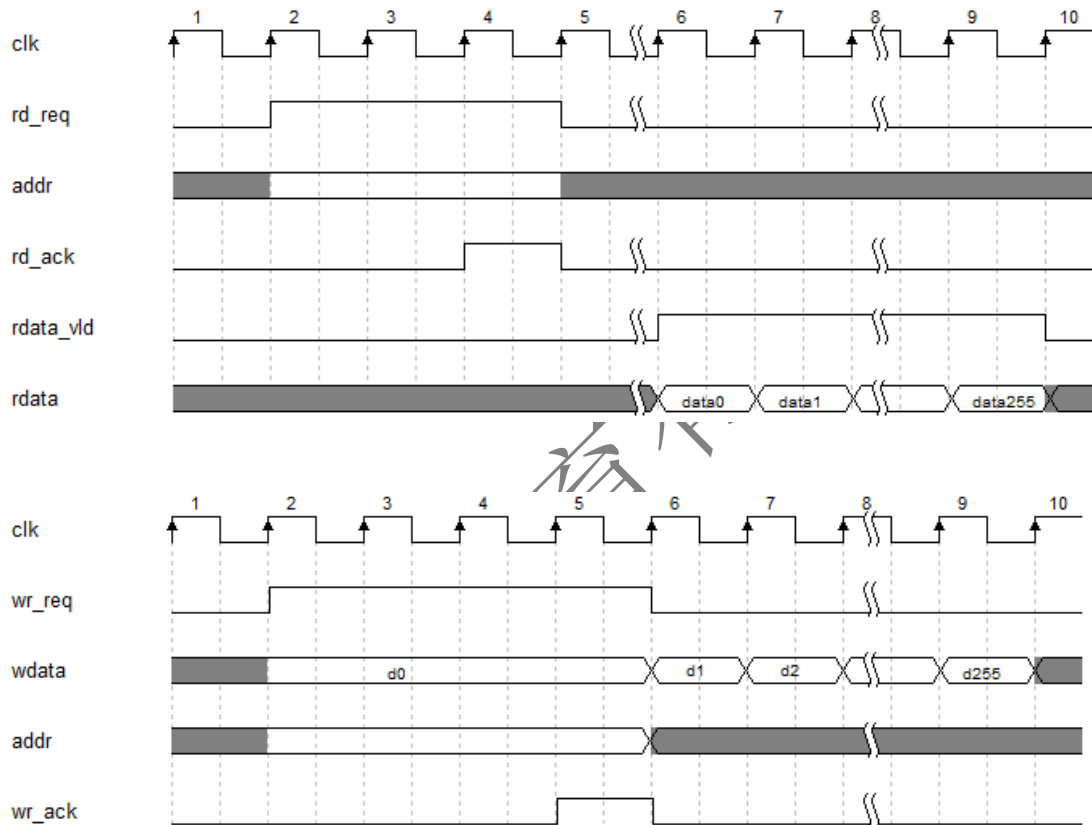 1 2 3 4 5 6 7 8 9 10
clk
rd_req
addr
rd_ack
rdata_vld
rdata data0 data1 data255
1 2 3 4 5 6 7 8 9 10
clk
wr_req
wdata d0 d1 d2 d255
addr
wr_ack